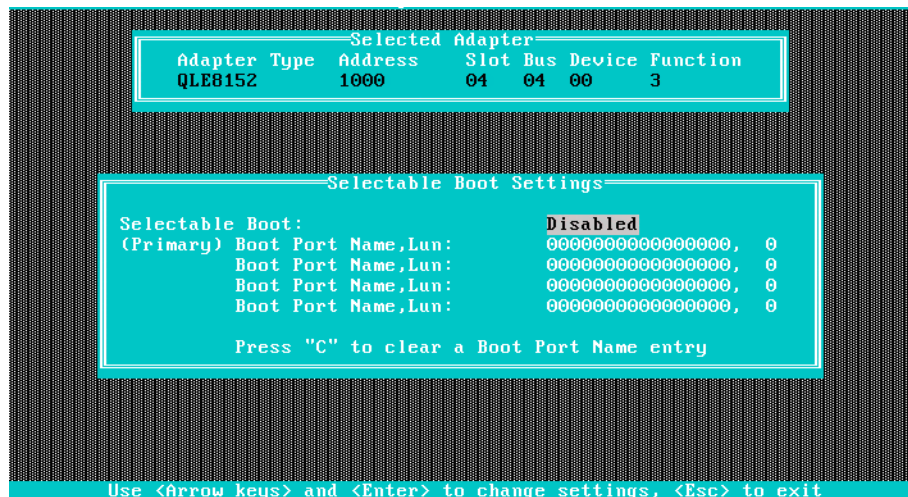 Selected Adapter
Adapter Type Address Slot Bus Device Function
QLE8152 1000 04 04 00 3
Selectable Boot Settings
Selectable Boot: Disabled
(Primary) Boot Port Name,Lun: 0000000000000000, 0
Boot Port Name,Lun: 0000000000000000, 0
Boot Port Name,Lun: 0000000000000000, 0
Boot Port Name,Lun: 0000000000000000, 0
Press "C" to clear a Boot Port Name entry
Use <Arrow keys> and <Enter> to change settings, <Esc> to exit